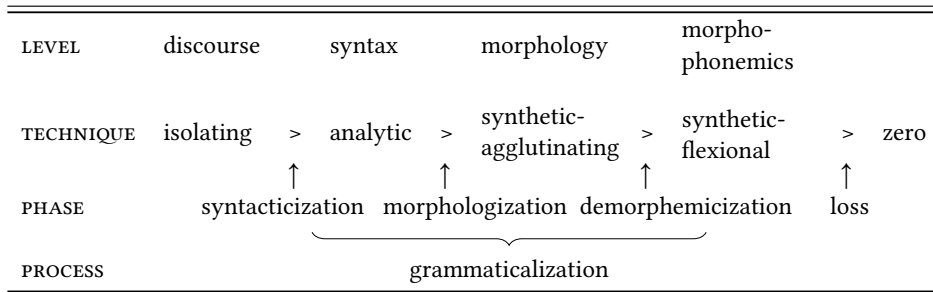 LEVEL discourse syntax morphology morpho-
phonemics
TECHNIQUE isolating > analytic > synthetic-
agglutinating > synthetic-
flexional > zero
↑ ↑ ↑ ↑
PHASE syntacticization morphologization demorphemicization loss
PROCESS grammaticalization